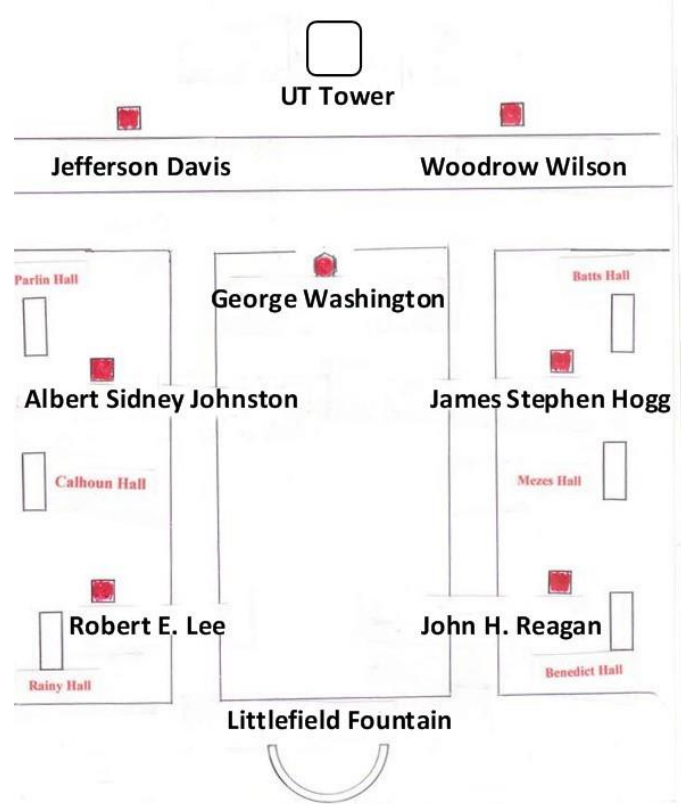 UT Tower
Jefferson Davis
Woodrow Wilson
Parlin Hall
Batts Hall
George Washington
Albert Sidney Johnston
James Stephen Hogg
Calhoun Hall
Mezes Hall
Robert E. Lee
John H. Reagan
Rainy Hall
Benedict Hall
Littlefield Fountain